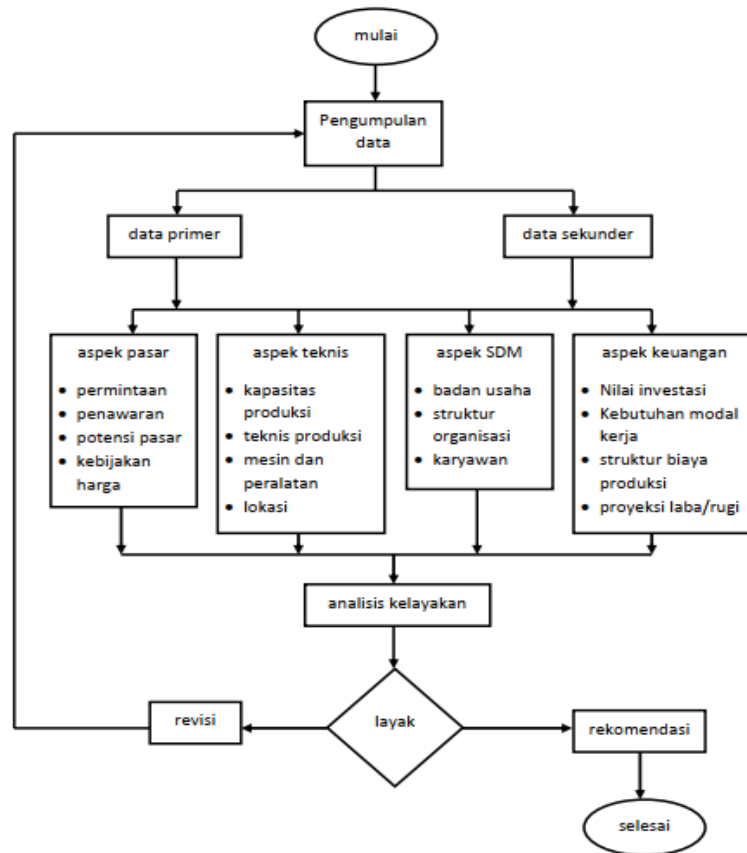 mulai
Pengumpulan
data
data primer
data sekunder
aspek pasar
• permintaan
• penawaran
• potensi pasar
• kebijakan
harga
aspek teknis
• kapasitas
produksi
• teknis produksi
• mesin dan
peralatan
• lokasi
aspek SDM
• badan usaha
• struktur
organisasi
• karyawan
aspek keuangan
• Nilai investasi
• Kebutuhan modal
kerja
• struktur biaya
produksi
• proyeksi laba/rugi
analisis kelayakan
revisi
layak
rekomendasi
selesai